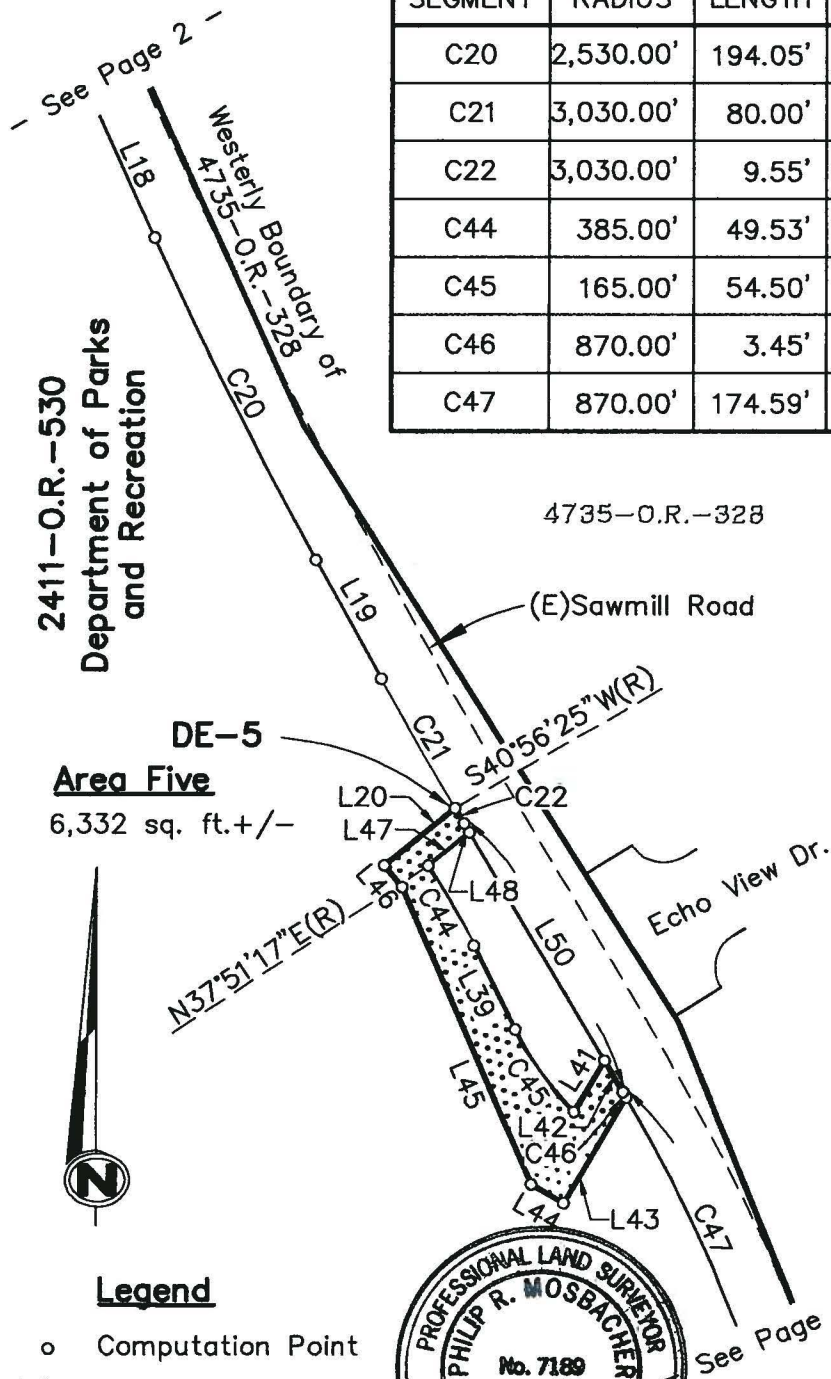 SEGMENT RADIUS LENGTH
C20 2,530.00' 194.05'
C21 3,030.00' 80.00'
C22 3,030.00' 9.55'
C44 385.00' 49.53'
C45 165.00' 54.50'
C46 870.00' 3.45'
C47 870.00' 174.59'
- See Page 2 -
L18
Westerly Boundary of
4735-O.R.-328
C20
2411-O.R.-530
Department of Parks
and Recreation
4735-O.R.-328
L19
(E)Sawmill Road
C21
S40°56'25"W(R)
DE-5
Area Five
6,332 sq. ft.+/-
L20
C22
L47
L46
L48
C44
N37°51'17"E(R)
L50
Echo View Dr.
L39
L45
C45
L41
L42
C46
L44
L43
C47
N
See Page
Legend
o Computation Point
PROFESSIONAL LAND SURVEYOR
PHILIP R. MOSBACHER
No. 7189